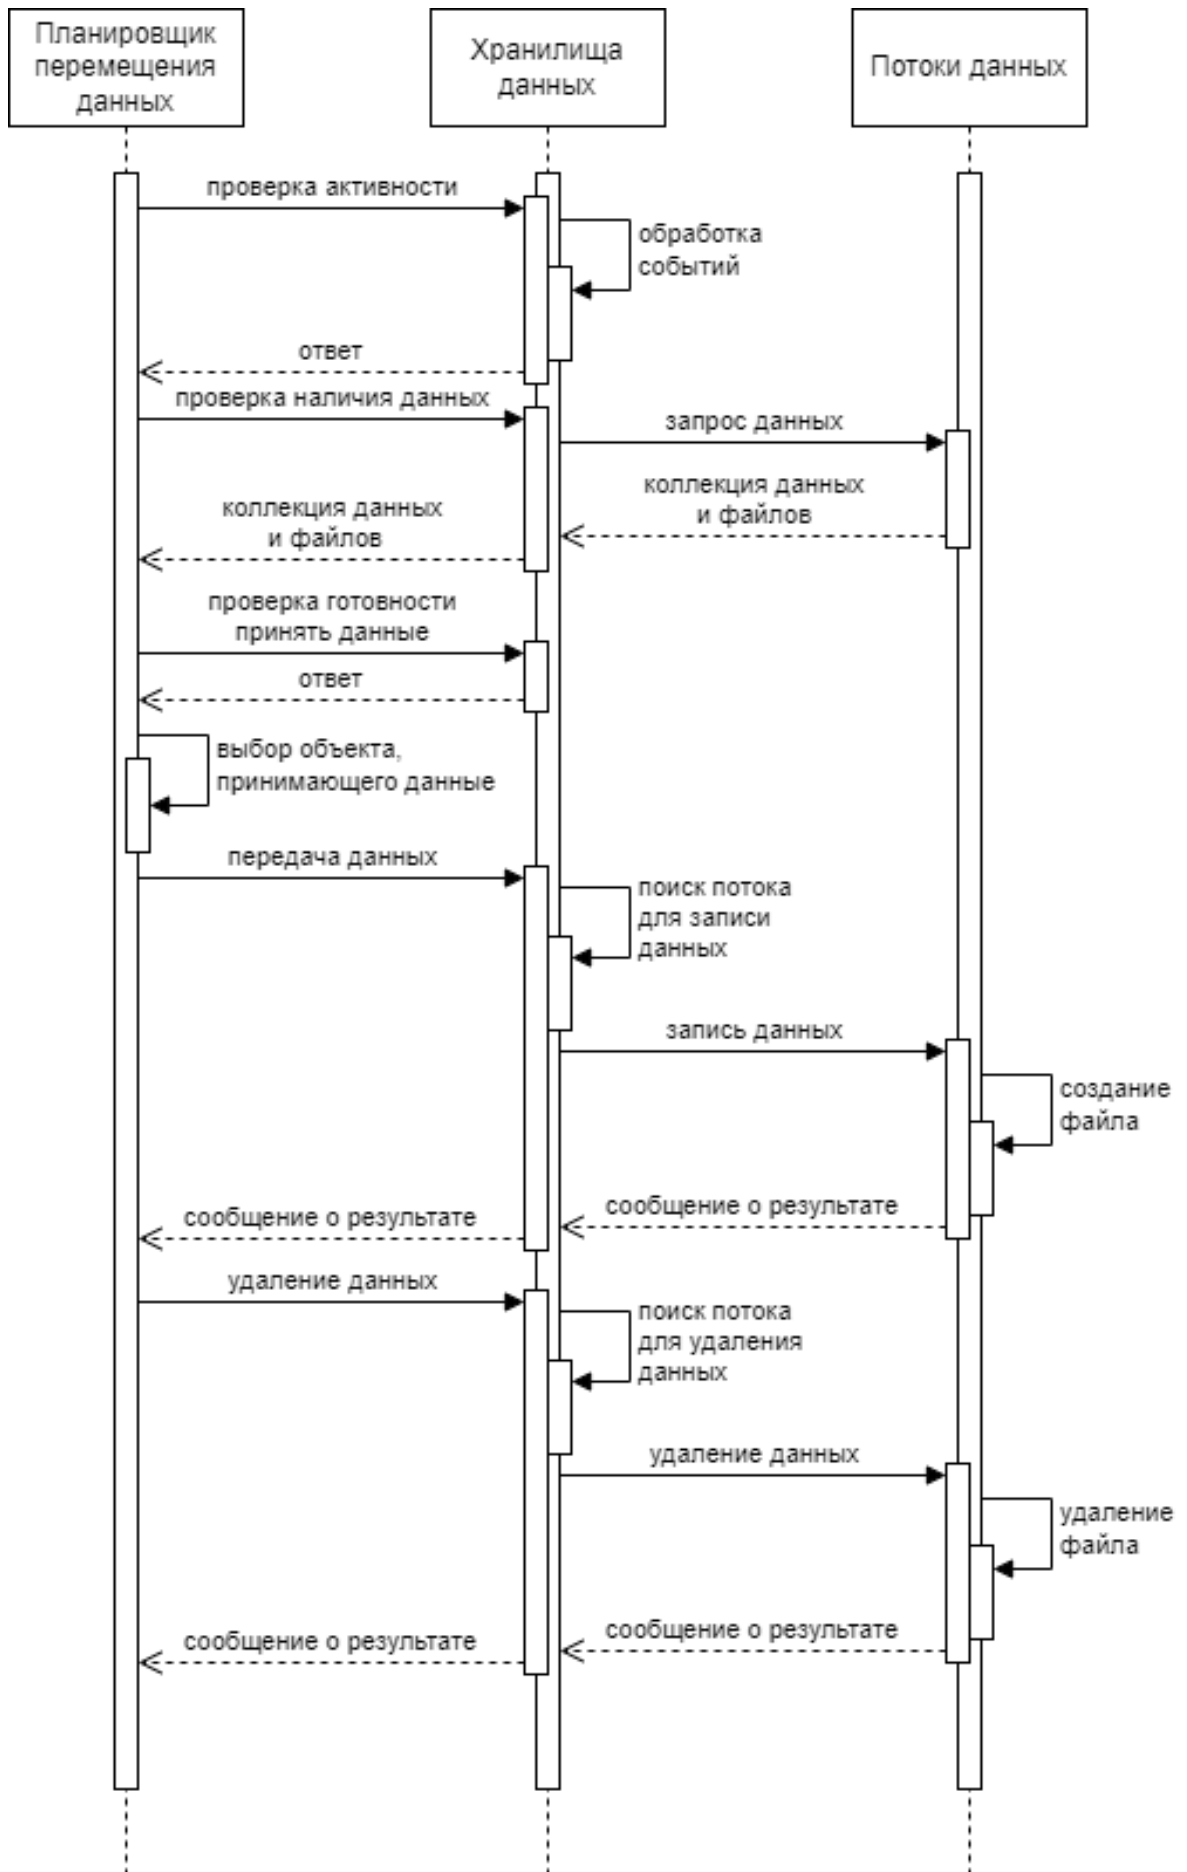 Планировщик
перемещения
данных
Хранилища
данных
Потоки данных
проверка активности
обработка
событий
ответ
проверка наличия данных
запрос данных
коллекция данных
и файлов
коллекция данных
и файлов
проверка готовности
принять данные
ответ
выбор объекта,
принимающего данные
передача данных
поиск потока
для записи
данных
запись данных
создание
файла
сообщение о результате
сообщение о результате
удаление данных
поиск потока
для удаления
данных
удаление данных
удаление
файла
сообщение о результате
сообщение о результате